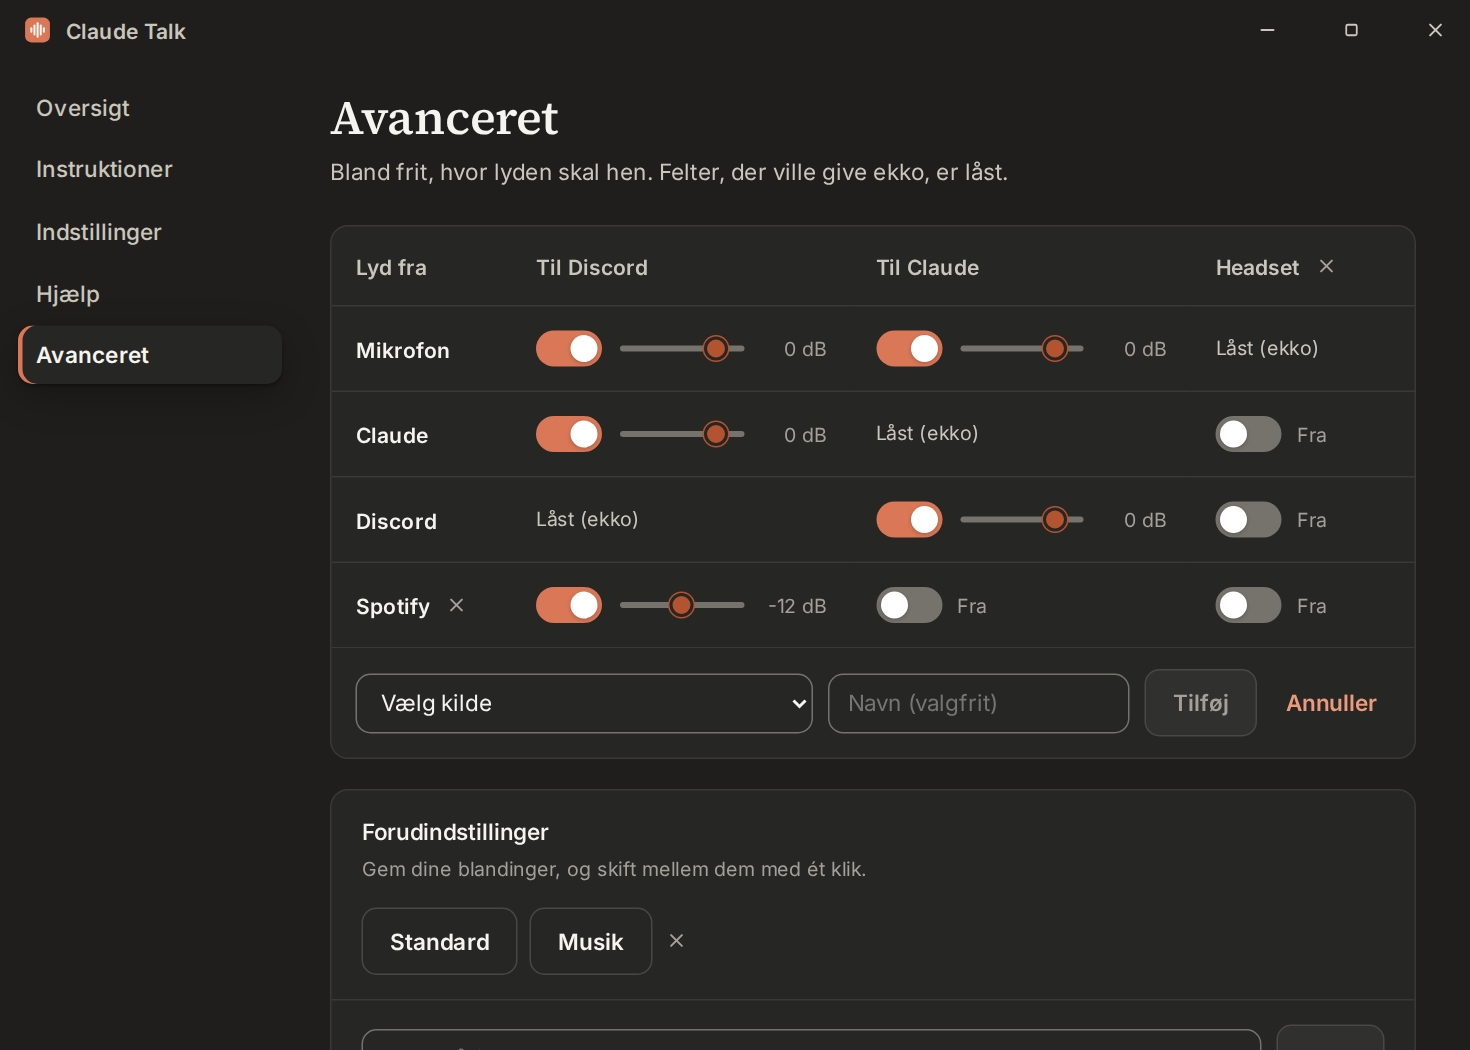 Claude Talk
Oversigt
Instruktioner
Indstillinger
Hjælp
Avanceret
Avanceret
Bland frit, hvor lyden skal hen. Felter, der ville give ekko, er låst.
Lyd fra Til Discord Til Claude Headset
Mikrofon 0 dB 0 dB Låst (ekko)
Claude 0 dB Låst (ekko) Fra
Discord Låst (ekko) 0 dB Fra
Spotify -12 dB Fra Fra
Vælg kilde Navn (valgfrit) Tilføj Annuller
Forudindstillinger
Gem dine blandinger, og skift mellem dem med ét klik.
Standard Musik